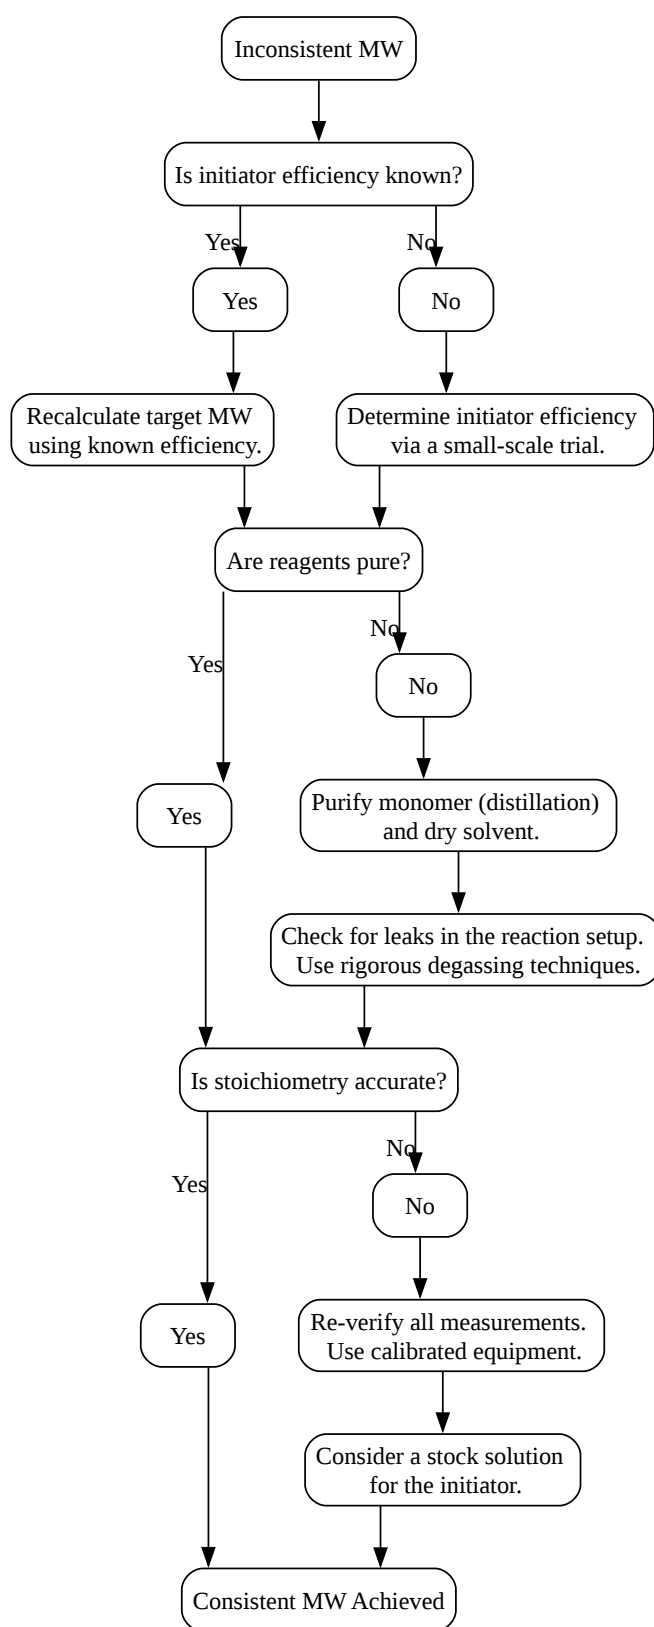 Inconsistent MW
Is initiator efficiency known?
Yes
No
Yes
No
Recalculate target MW
using known efficiency.
Determine initiator efficiency
via a small-scale trial.
Are reagents pure?
No
Yes
No
Purify monomer (distillation)
and dry solvent.
Yes
Check for leaks in the reaction setup.
Use rigorous degassing techniques.
Is stoichiometry accurate?
No
Yes
No
Re-verify all measurements.
Use calibrated equipment.
Yes
Consider a stock solution
for the initiator.
Consistent MW Achieved